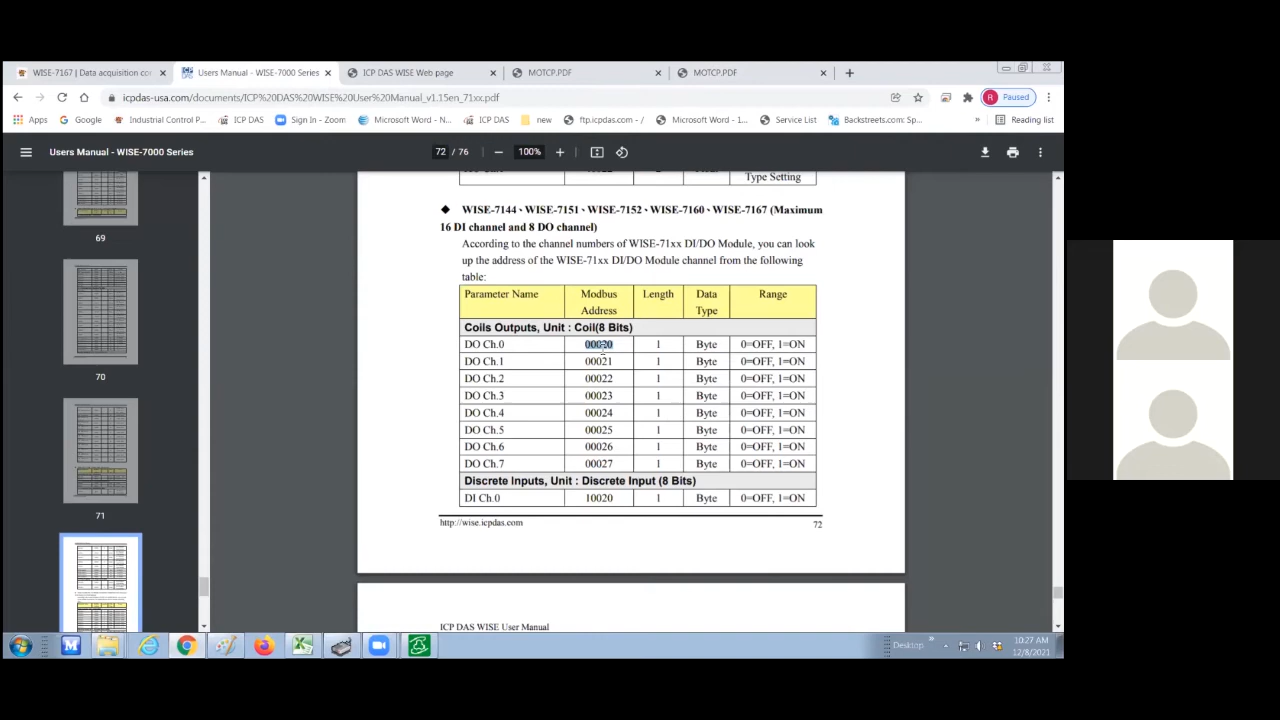 WISE-7167 | Data acquisition co
Users Manual - WISE-7000 Series
ICP DAS WISE Web page
MOTCP.PDF
MOTCP.PDF
icpdas-usa.com/documents/ICP%20DAS%20WISE%20User%20Manual_v1.15en_71xx.pdf
R Paused
Apps
Google
Industrial Control P...
ICP DAS
Sign In - Zoom
Microsoft Word - N...
ICP DAS
new
ftp.icpdas.com - /
Microsoft Word - 1...
Service List
Backstreets.com: Sp...
»
Reading list
Users Manual - WISE-7000 Series
72 / 76
100%
69
70
71
Type Setting
◆ WISE-7144、WISE-7151、WISE-7152、WISE-7160、WISE-7167 (Maximum
16 DI channel and 8 DO channel)
According to the channel numbers of WISE-71xx DI/DO Module, you can look
up the address of the WISE-71xx DI/DO Module channel from the following
table:
Parameter Name Modbus Address Length Data Type Range
Coils Outputs, Unit : Coil(8 Bits)
DO Ch.0 00020 1 Byte 0=OFF, 1=ON
DO Ch.1 00021 1 Byte 0=OFF, 1=ON
DO Ch.2 00022 1 Byte 0=OFF, 1=ON
DO Ch.3 00023 1 Byte 0=OFF, 1=ON
DO Ch.4 00024 1 Byte 0=OFF, 1=ON
DO Ch.5 00025 1 Byte 0=OFF, 1=ON
DO Ch.6 00026 1 Byte 0=OFF, 1=ON
DO Ch.7 00027 1 Byte 0=OFF, 1=ON
Discrete Inputs, Unit : Discrete Input (8 Bits)
DI Ch.0 10020 1 Byte 0=OFF, 1=ON
http://wise.icpdas.com 72
ICP DAS WISE User Manual
Desktop »
10:27 AM
12/8/2021